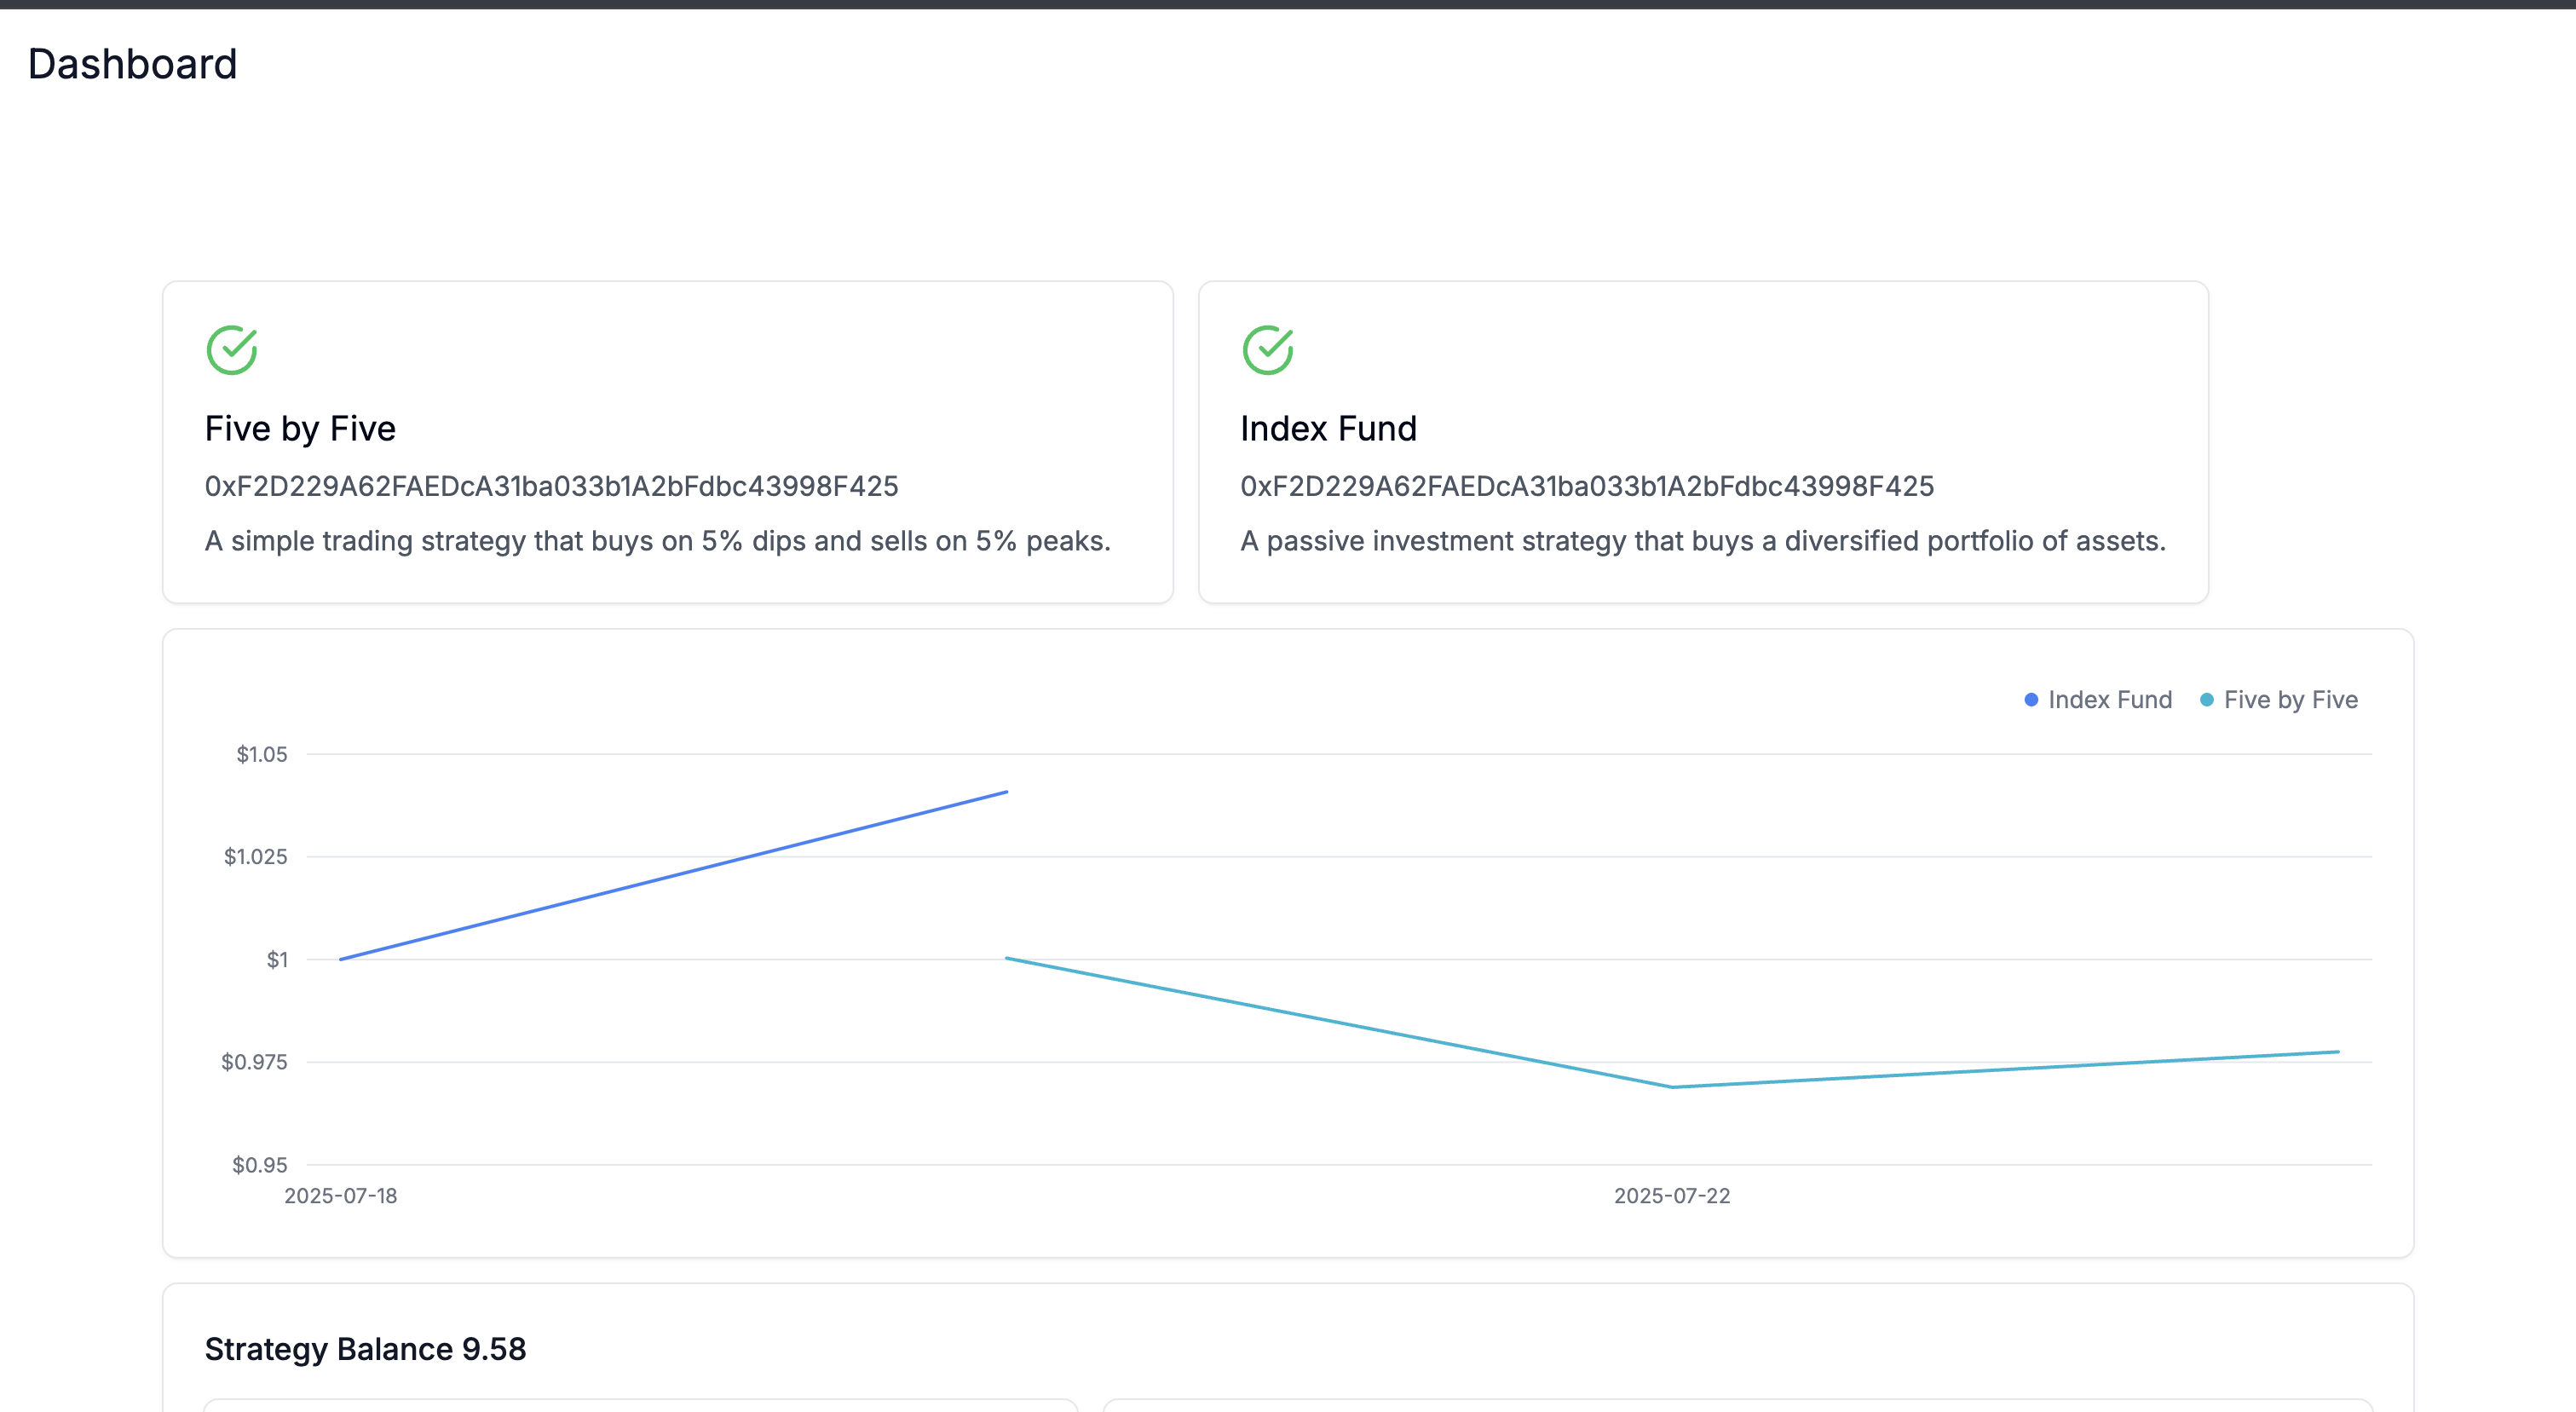 Dashboard
Five by Five
0xF2D229A62FAEDcA31ba033b1A2bFdbc43998F425
A simple trading strategy that buys on 5% dips and sells on 5% peaks.
Index Fund
0xF2D229A62FAEDcA31ba033b1A2bFdbc43998F425
A passive investment strategy that buys a diversified portfolio of assets.
Index Fund
Five by Five
$1.05
$1.025
$1
$0.975
$0.95
2025-07-18
2025-07-22
Strategy Balance 9.58